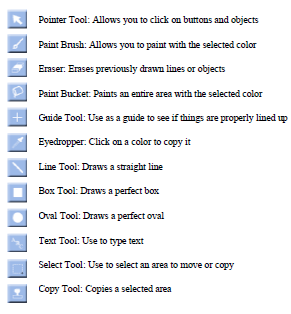 Pointer Tool: Allows you to click on buttons and objects
Paint Brush: Allows you to paint with the selected color
Eraser: Erases previously drawn lines or objects
Paint Bucket: Paints an entire area with the selected color
Guide Tool: Use as a guide to see if things are properly lined up
Eyedropper: Click on a color to copy it
Line Tool: Draws a straight line
Box Tool: Draws a perfect box
Oval Tool: Draws a perfect oval
Text Tool: Use to type text
Select Tool: Use to select an area to move or copy
Copy Tool: Copies a selected area